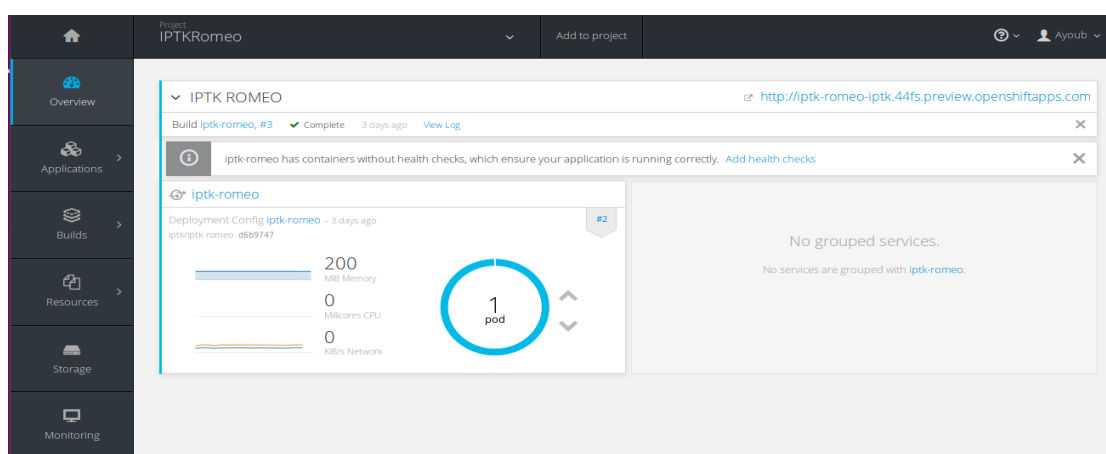 Project
IPTKRomeo
Add to project
Ayoub
Overview
Applications
Builds
Resources
Storage
Monitoring
IPTK ROMEO
http://iptk-romeo-iptk.44fs.preview.openshiftapps.com
Build iptk-romeo, #3 Complete 3 days ago View Log
iptk-romeo has containers without health checks, which ensure your application is running correctly. Add health checks
iptk-romeo
Deployment Config iptk-romeo – 3 days ago
#2
iptk/iptk-romeo d6b9747
200
MiB Memory
0
Millicores CPU
0
KiB/s Network
1
pod
No grouped services.
No services are grouped with iptk-romeo.